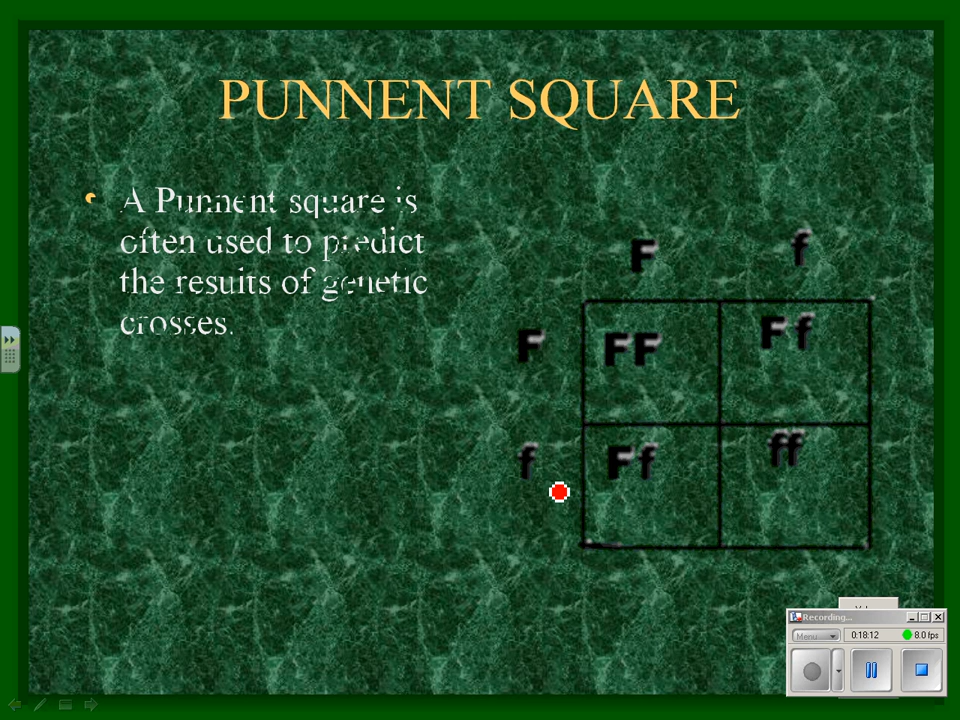 PUNNENT SQUARE
A Punnent square is
often used to predict
the results of genetic
crosses.
F f
F FF Ff
f Ff ff
Recording...
Menu 0:18:12 8.0 fps